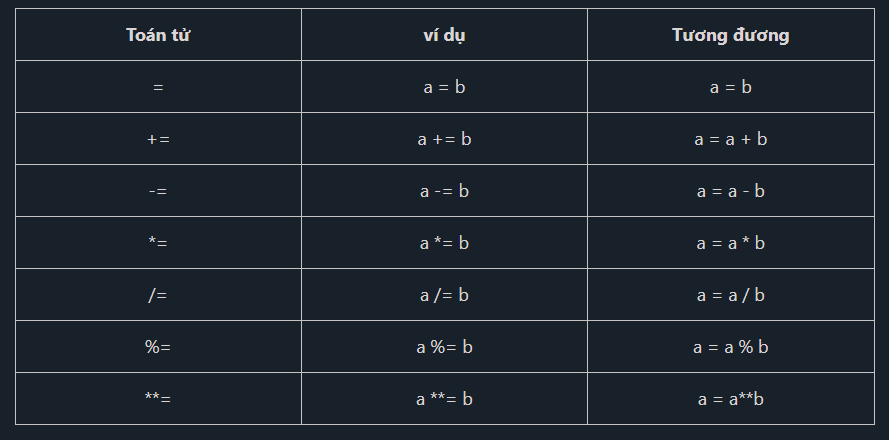 Toán tử ví dụ Tương đương
= a = b a = b
+= a += b a = a + b
-= a -= b a = a - b
*= a *= b a = a * b
/= a /= b a = a / b
%= a %= b a = a % b
**= a **= b a = a**b